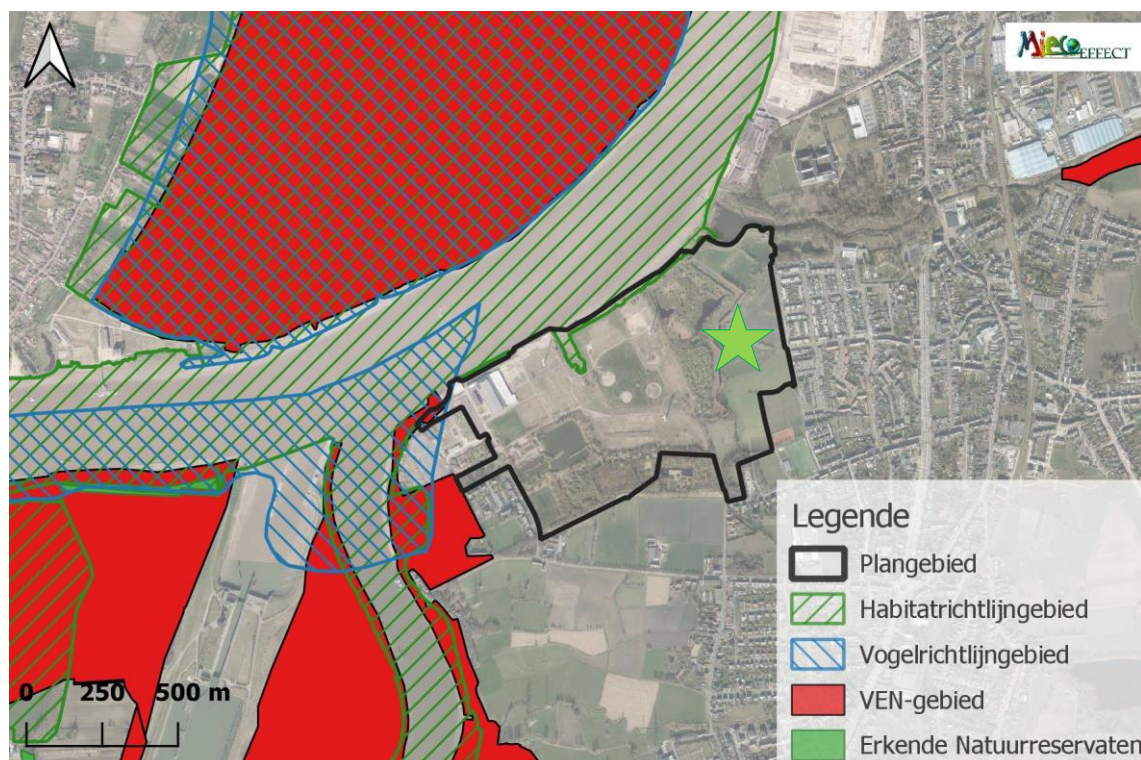 Mieco EFFECT
Legende
Plangebied
Habitatrichtlijngebied
Vogelrichtlijngebied
VEN-gebied
Erkende Natuurreservaten
0 250 500 m